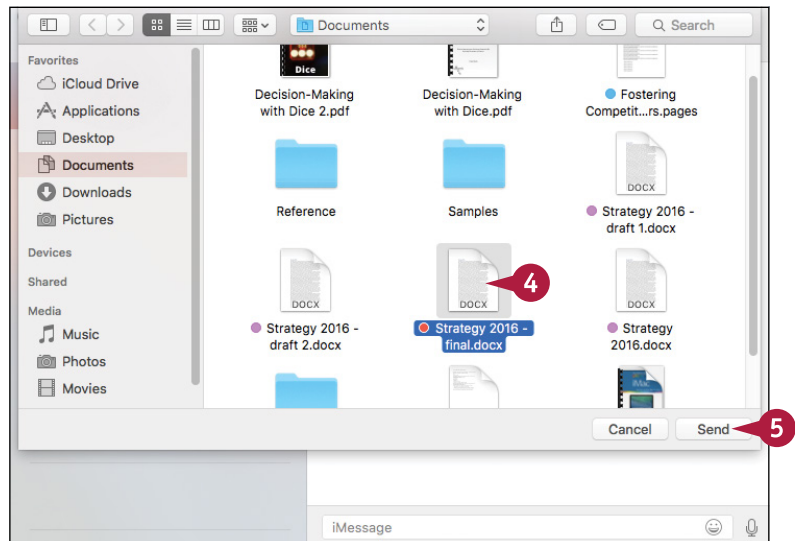 Documents
Search
Favorites
iCloud Drive
Applications
Desktop
Documents
Downloads
Pictures
Devices
Shared
Media
Music
Photos
Movies
Dice
Decision-Making
with Dice 2.pdf
Decision-Making
with Dice.pdf
Fostering
Competit...rs.pages
Reference
Samples
DOCX
Strategy 2016 -
draft 1.docx
DOCX
Strategy 2016 -
draft 2.docx
DOCX
4
Strategy 2016 -
final.docx
DOCX
Strategy
2016.docx
iMac
Cancel
Send
5
iMessage